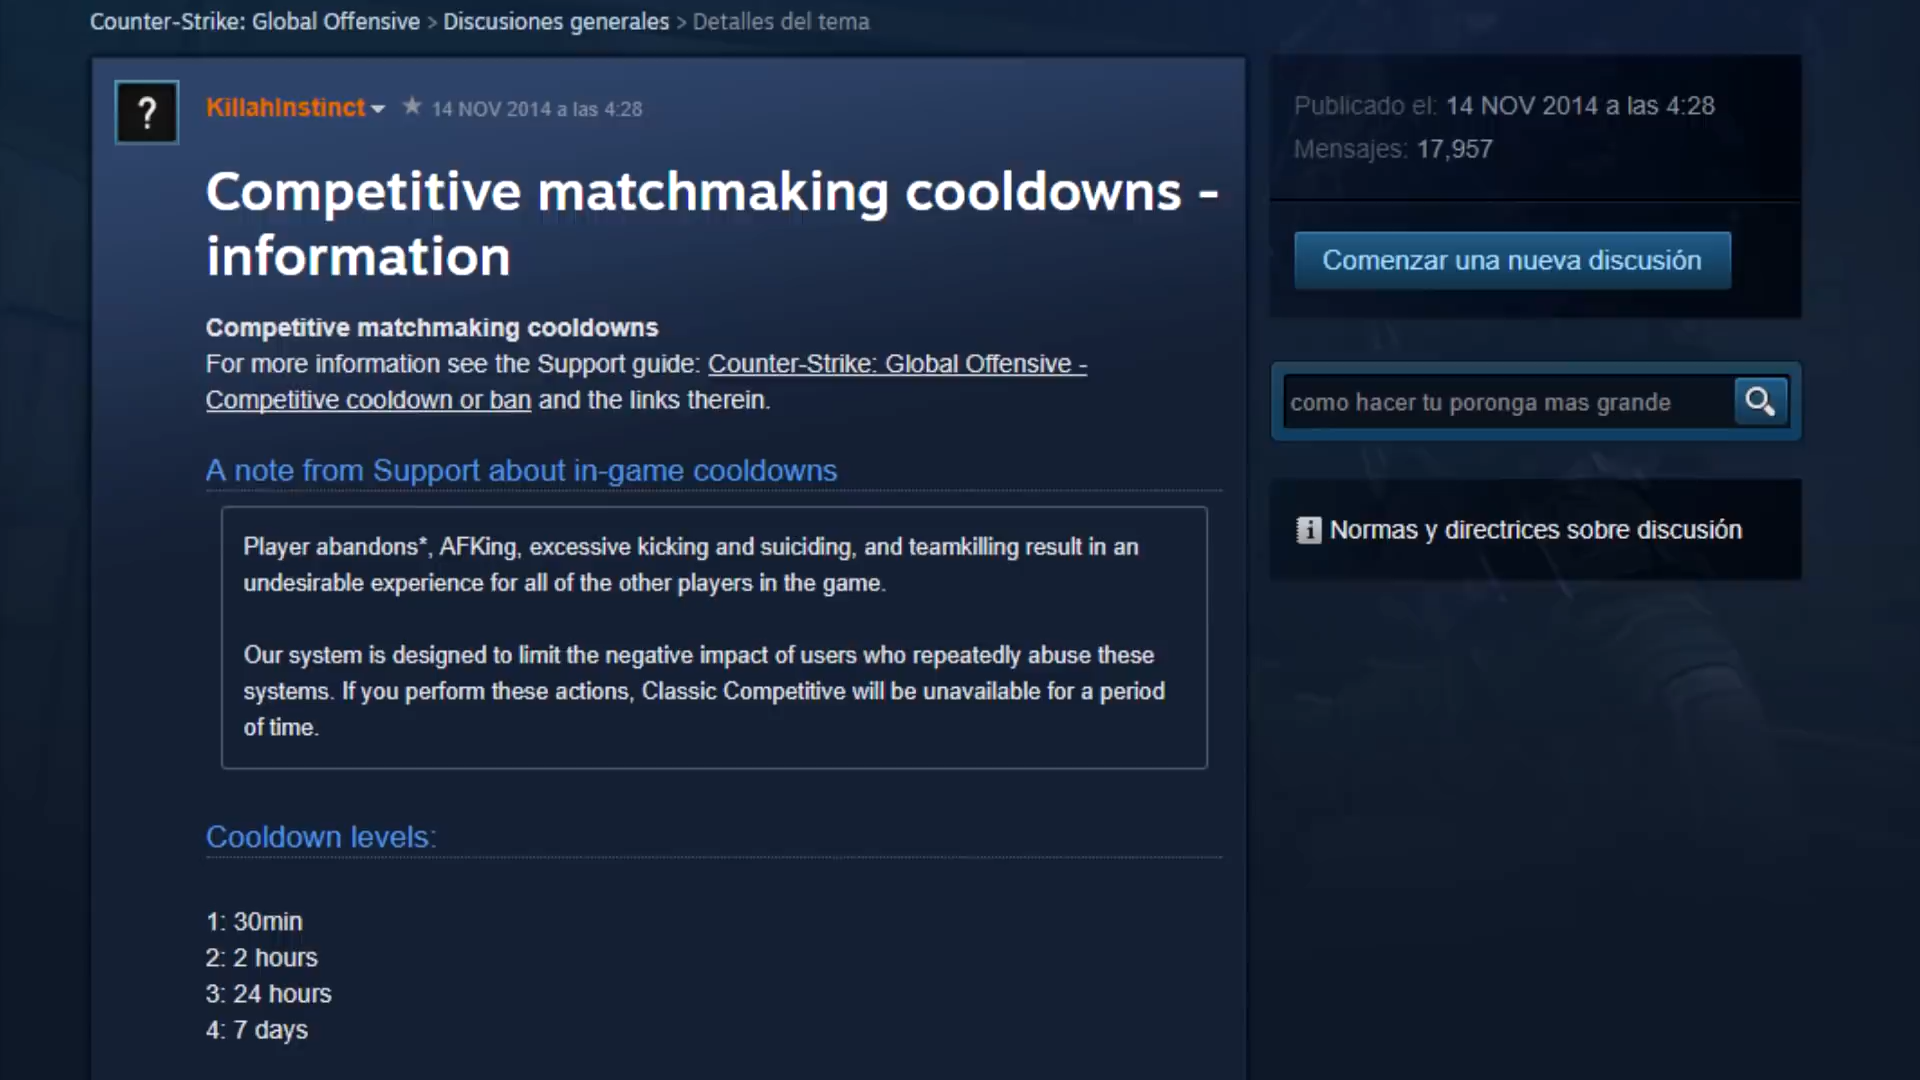 Counter-Strike: Global Offensive > Discusiones generales > Detalles del tema
?
KillahInstinct 14 NOV 2014 a las 4:28
Competitive matchmaking cooldowns -
information
Competitive matchmaking cooldowns
For more information see the Support guide: Counter-Strike: Global Offensive -
Competitive cooldown or ban and the links therein.
A note from Support about in-game cooldowns
Player abandons*, AFKing, excessive kicking and suiciding, and teamkilling result in an
undesirable experience for all of the other players in the game.
Our system is designed to limit the negative impact of users who repeatedly abuse these
systems. If you perform these actions, Classic Competitive will be unavailable for a period
of time.
Cooldown levels:
1: 30min
2: 2 hours
3: 24 hours
4: 7 days
Publicado el: 14 NOV 2014 a las 4:28
Mensajes: 17,957
Comenzar una nueva discusión
como hacer tu poronga mas grande
Normas y directrices sobre discusión